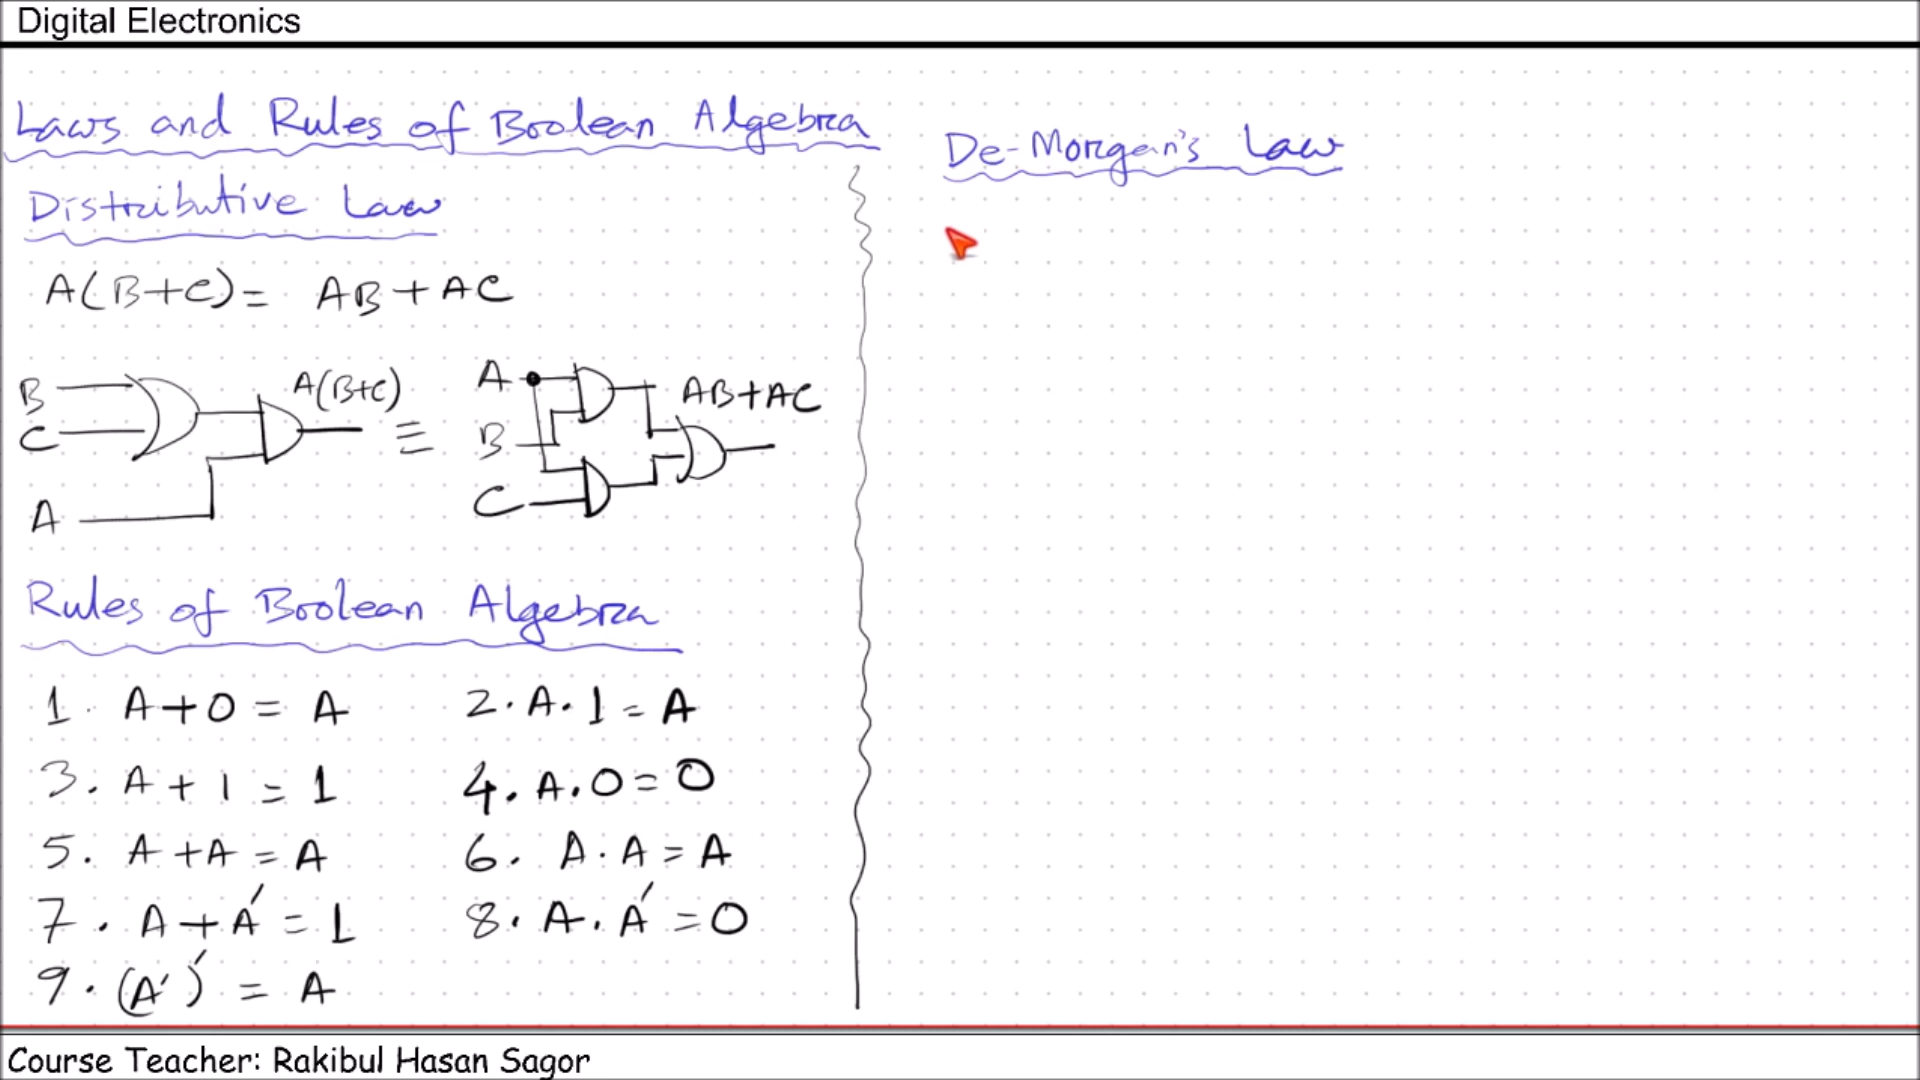 Digital Electronics
Laws and Rules of Boolean Algebra
Distributive Law
A(B+C)= AB+AC
B
C
A
A(B+C)
≡
A
B
C
AB+AC
Rules of Boolean Algebra
1. A+0 = A
2. A.1 = A
3. A+1 = 1
4. A.0 = 0
5. A+A = A
6. A.A = A
7. A+A' = 1
8. A.A' = 0
9. (A')' = A
De-Morgan's Law
Course Teacher: Rakibul Hasan Sagor